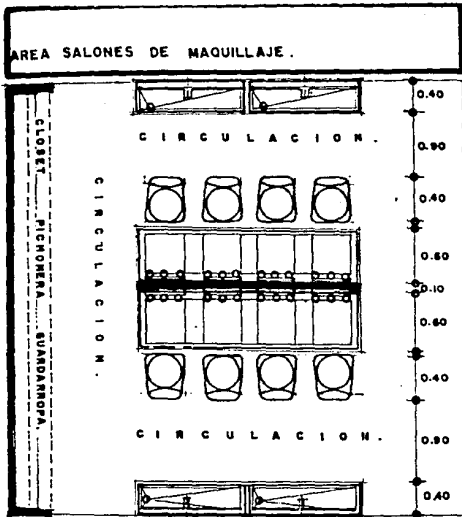 AREA SALONES DE MAQUILLAJE.
CIRCULACION.
CLOSET PICHONERA GUARDARROPA.
CIRCULACION.
CIRCULACION.
0.40
0.90
0.40
0.60
0.10
0.60
0.40
0.90
0.40